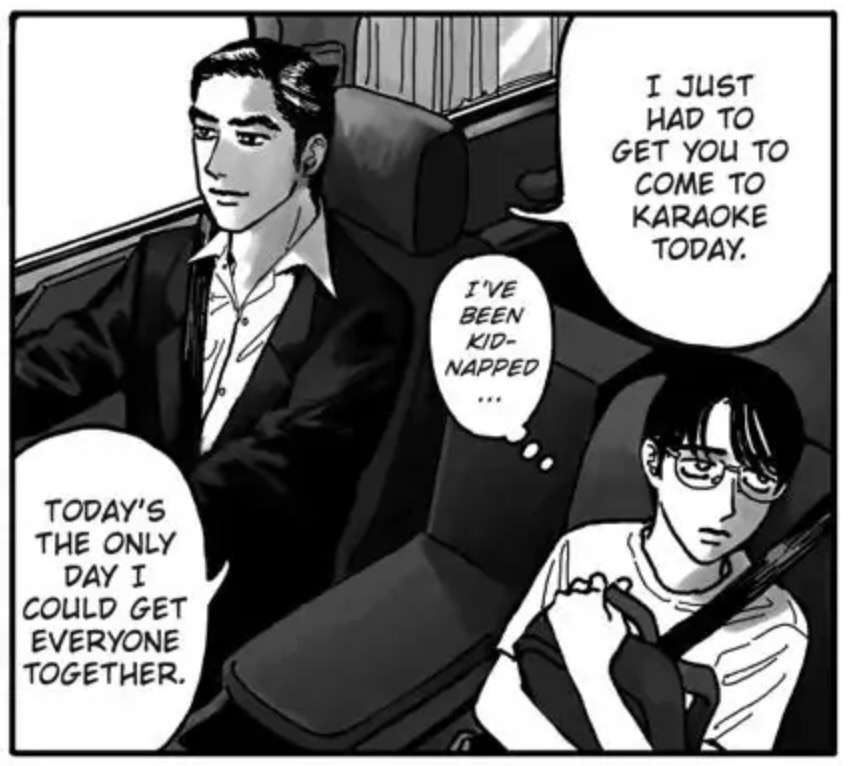 I JUST
HAD TO
GET YOU TO
COME TO
KARAOKE
TODAY.
I'VE
BEEN
KID-
NAPPED
...
TODAY'S
THE ONLY
DAY I
COULD GET
EVERYONE
TOGETHER.